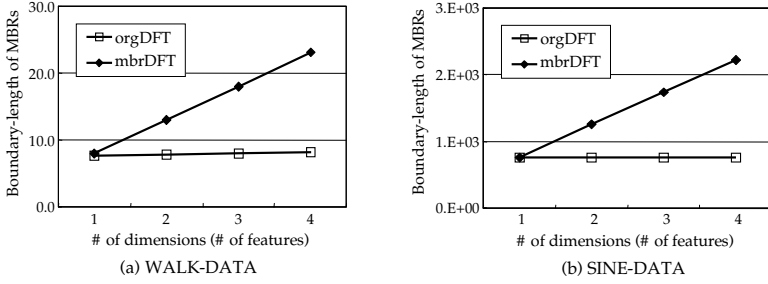 Boundary-length of MBRs
30.0
20.0
10.0
0.0
orgDFT
mbrDFT
1 2 3 4
# of dimensions (# of features)
(a) WALK-DATA
Boundary-length of MBRs
3.E+03
2.E+03
1.E+03
0.E+00
orgDFT
mbrDFT
1 2 3 4
# of dimensions (# of features)
(b) SINE-DATA